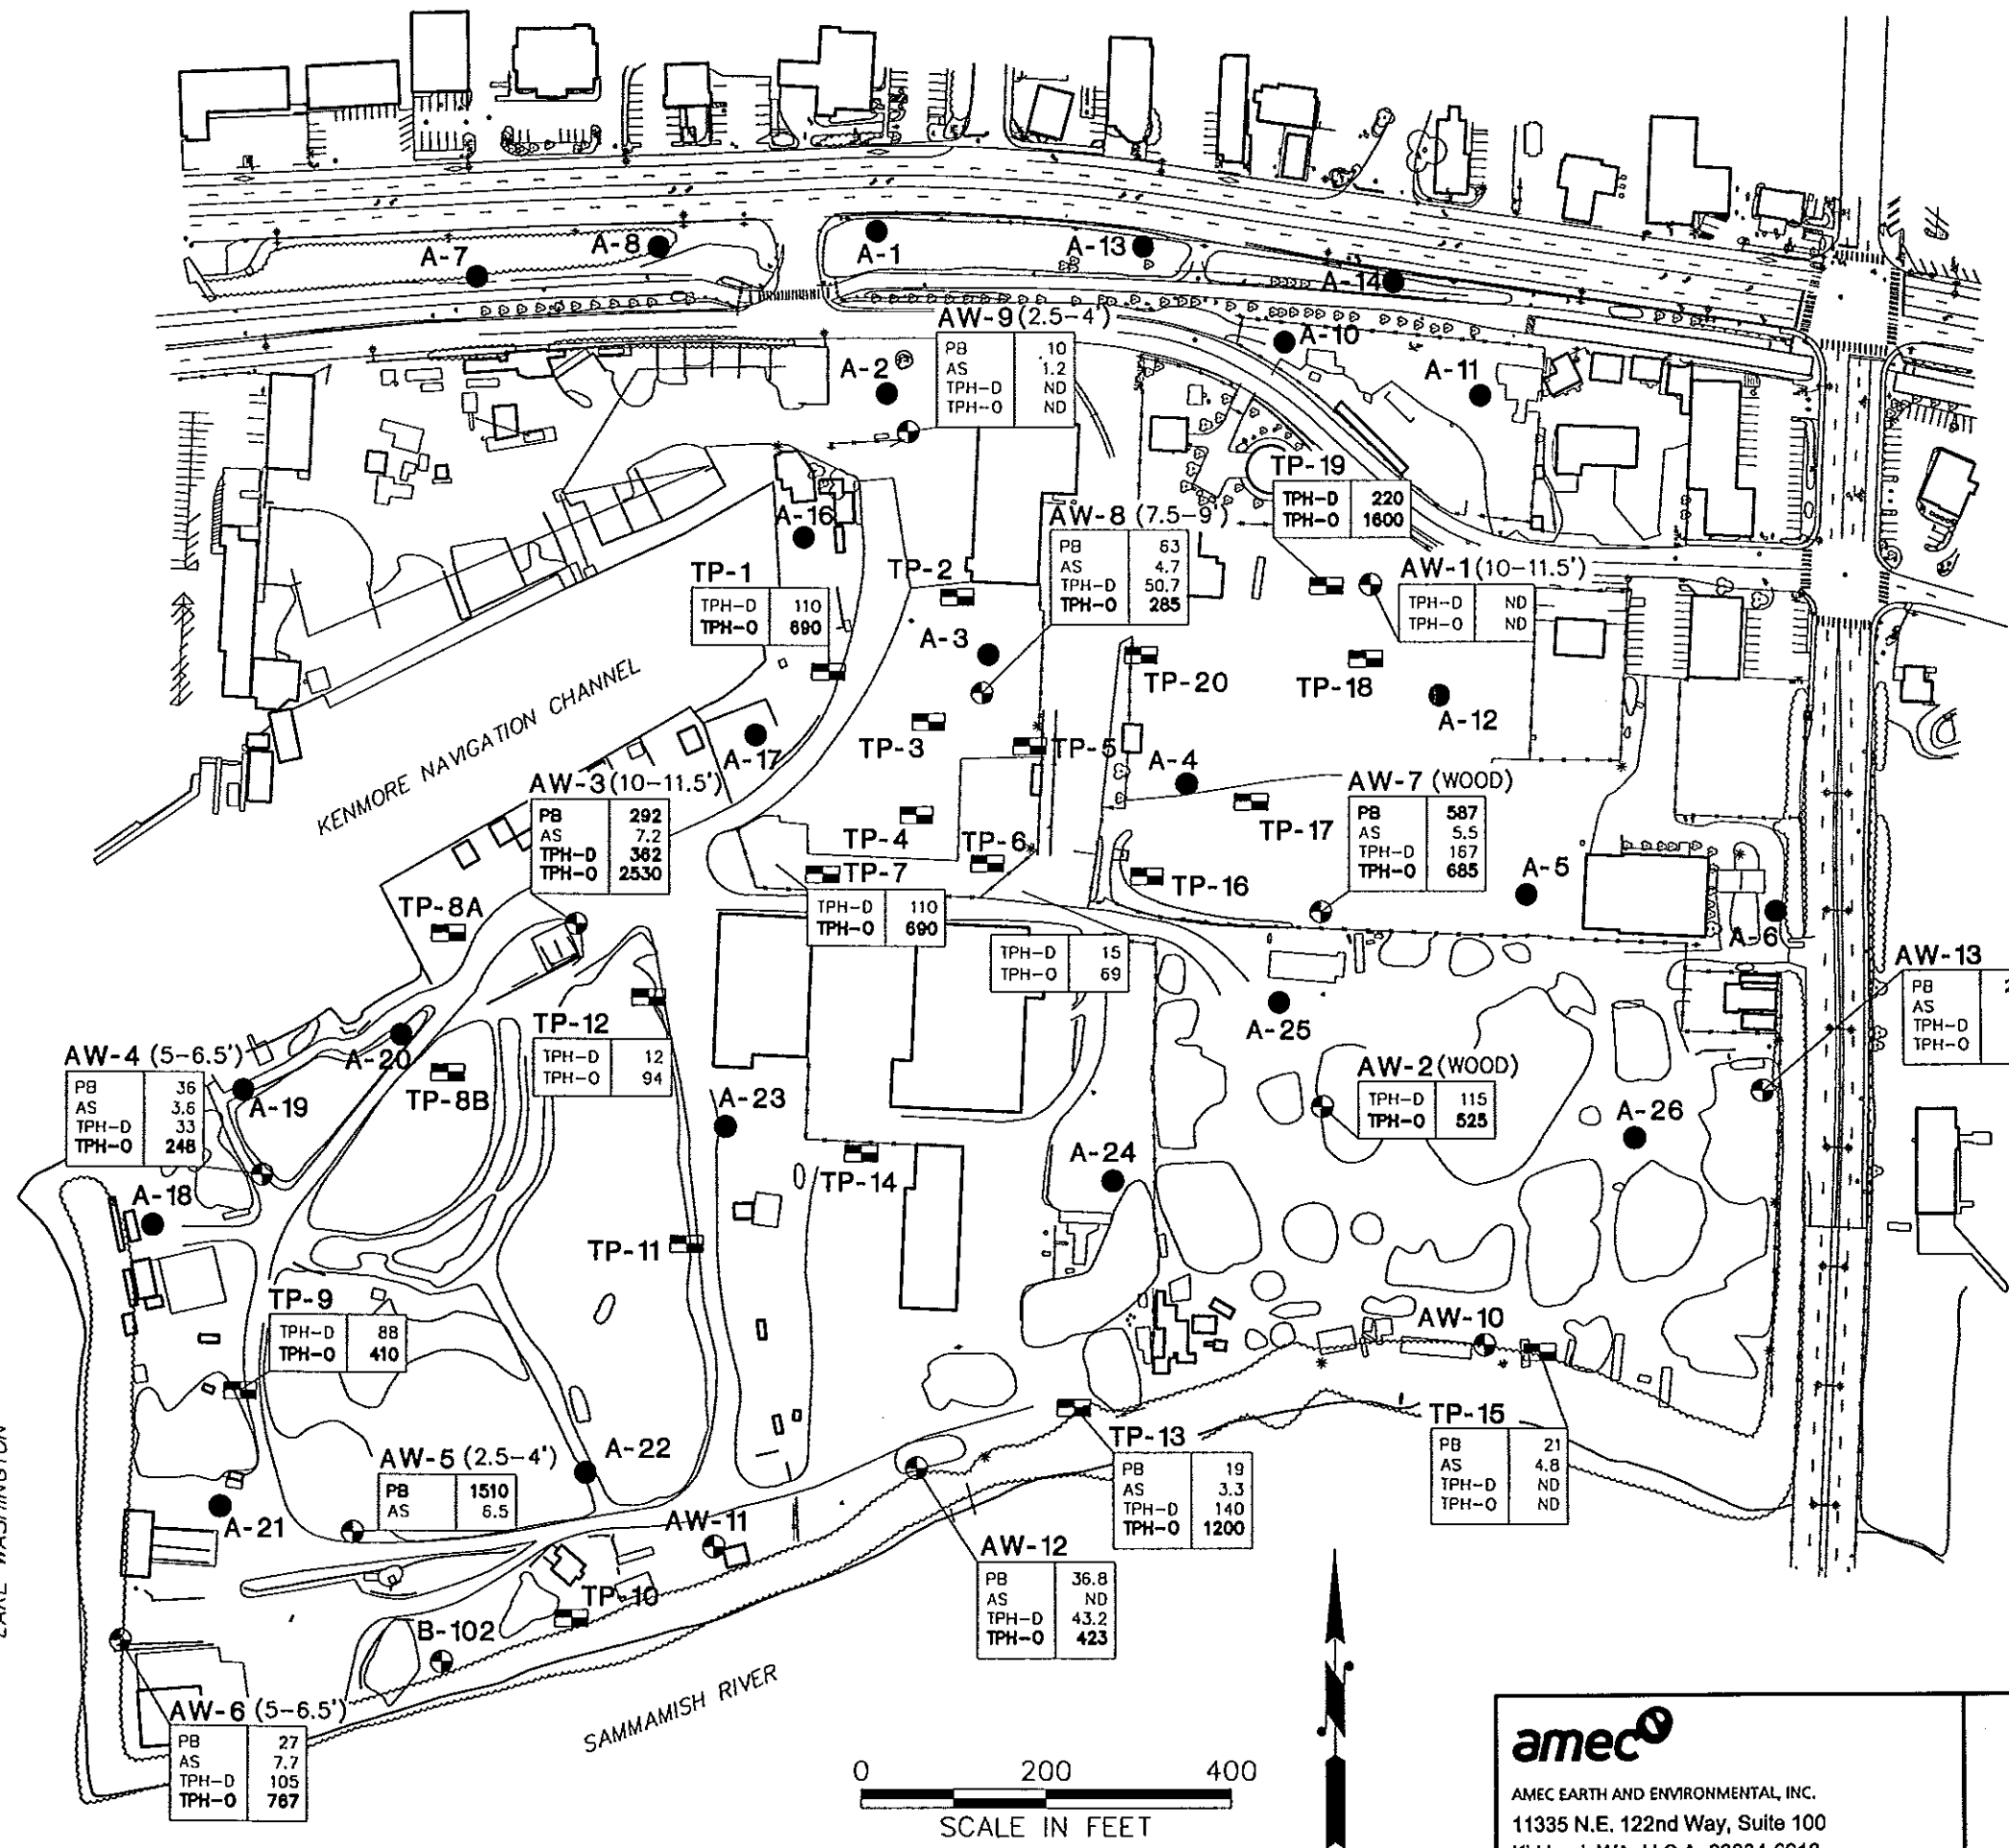 A-7
A-8
A-1
A-13
A-14
AW-9 (2.5-4')
PB 10
AS 1.2
TPH-D ND
TPH-O ND
A-2
A-10
A-11
A-16
TP-19
TPH-D 220
TPH-O 1600
AW-8 (7.5-9')
PB 63
AS 4.7
TPH-D 50.7
TPH-O 285
TP-1
TPH-D 110
TPH-O 690
TP-2
AW-1 (10-11.5')
TPH-D ND
TPH-O ND
A-3
TP-20
TP-18
A-12
KENMORE NAVIGATION CHANNEL
A-17
TP-3
TP-5
A-4
AW-3 (10-11.5')
PB 292
AS 7.2
TPH-D 362
TPH-O 2530
TP-4
TP-6
TP-17
AW-7 (WOOD)
PB 587
AS 5.5
TPH-D 167
TPH-O 685
TP-7
TPH-D 110
TPH-O 690
TP-16
A-5
A-6
TP-8A
TPH-D 15
TPH-O 69
AW-13
PB
AS
TPH-D
TPH-O
A-25
TP-12
TPH-D 12
TPH-O 94
A-20
AW-4 (5-6.5')
PB 36
AS 3.6
TPH-D 33
TPH-O 248
A-19
TP-8B
A-23
AW-2 (WOOD)
TPH-D 115
TPH-O 525
A-26
A-18
TP-14
A-24
TP-11
TP-9
TPH-D 88
TPH-O 410
AW-10
TP-15
PB 21
AS 4.8
TPH-D ND
TPH-O ND
TP-13
PB 19
AS 3.3
TPH-D 140
TPH-O 1200
LAKE WASHINGTON
AW-5 (2.5-4')
PB 1510
AS 6.5
A-22
A-21
AW-11
AW-12
PB 36.8
AS ND
TPH-D 43.2
TPH-O 423
TP-10
B-102
SAMMAMISH RIVER
AW-6 (5-6.5')
PB 27
AS 7.7
TPH-D 105
TPH-O 767
0 200 400
SCALE IN FEET
N
amec
AMEC EARTH AND ENVIRONMENTAL, INC.
11335 N.E. 122nd Way, Suite 100